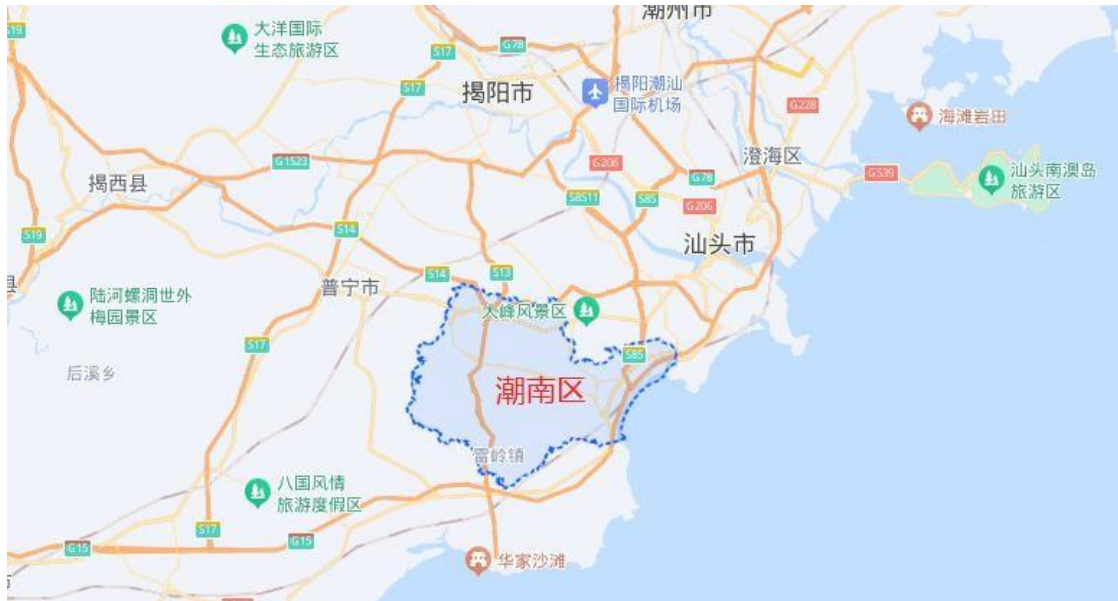 潮州市
S19
大洋国际
生态旅游区
S17
G78
揭阳市
揭阳潮汕
国际机场
S17
G228
海滩岩田
G1523
G206
澄海区
揭西县
G78
G539
汕头南澳岛
旅游区
S8511
S85
G206
S14
S19
汕头市
县
S14
S13
普宁市
陆河螺洞世外
梅园景区
大峰风景区
S17
S85
后溪乡
潮南区
雷岭镇
八国风情
旅游度假区
S17
G15
G15
华家沙滩